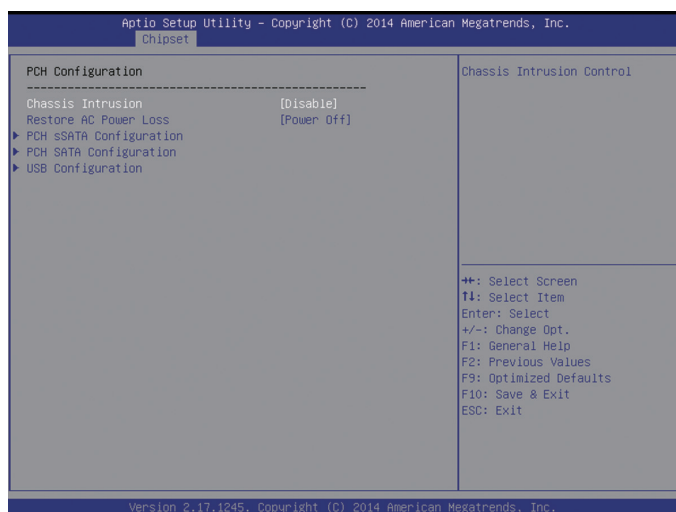 Aptio Setup Utility – Copyright (C) 2014 American Megatrends, Inc.
Chipset
PCH Configuration
--------------------------------------------------
Chassis Intrusion [Disable]
Restore AC Power Loss [Power Off]
PCH sSATA Configuration
PCH SATA Configuration
USB Configuration
Chassis Intrusion Control
→←: Select Screen
↑↓: Select Item
Enter: Select
+/-: Change Opt.
F1: General Help
F2: Previous Values
F9: Optimized Defaults
F10: Save & Exit
ESC: Exit
Version 2.17.1245. Copyright (C) 2014 American Megatrends, Inc.